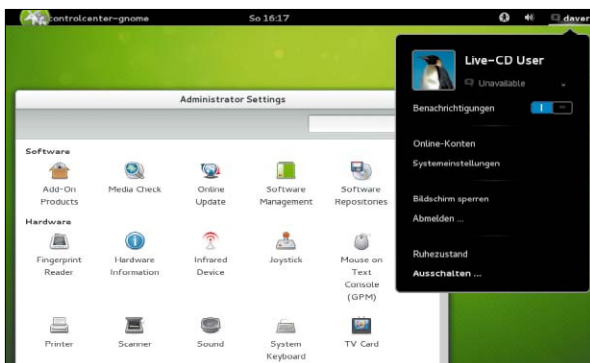 controlcenter-gnome
So 16:17
daver
Live-CD User
Unavailable
Benachrichtigungen
Online-Konten
Systemeinstellungen
Bildschirm sperren
Abmelden ...
Ruhezustand
Ausschalten ...
Administrator Settings
Software
Add-On
Products
Media Check
Online
Update
Software
Management
Software
Repositories
Hardware
Fingerprint
Reader
Hardware
Information
Infrared
Device
Joystick
Mouse on
Text
Console
(GPM)
Printer
Scanner
Sound
System
Keyboard
TV Card